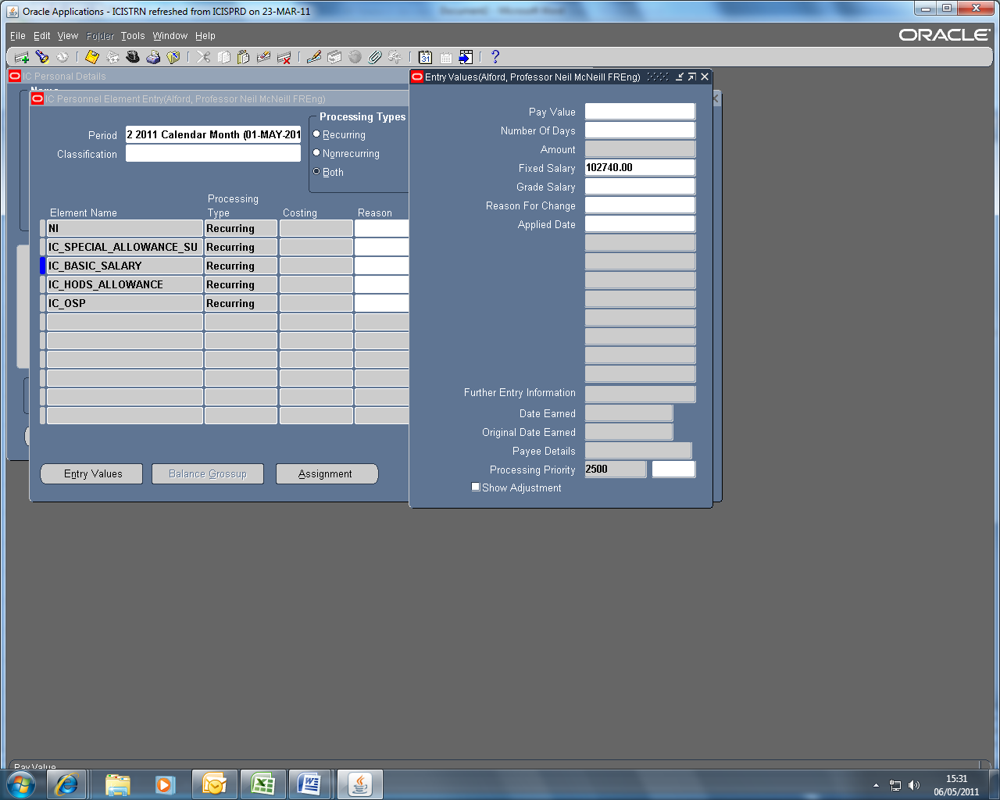 Oracle Applications - ICISTRN refreshed from ICISPRD on 23-MAR-11
File Edit View Folder Tools Window Help
ORACLE
IC Personal Details
Name
IC Personnel Element Entry(Alford, Professor Neil McNeill FREng)
Period 2 2011 Calendar Month (01-MAY-201
Classification
Processing Types
Recurring
Nonrecurring
Both
Element Name Processing Type Costing Reason
NI Recurring
IC_SPECIAL_ALLOWANCE_SU Recurring
IC_BASIC_SALARY Recurring
IC_HODS_ALLOWANCE Recurring
IC_OSP Recurring
Entry Values Balance Grossup Assignment
Entry Values(Alford, Professor Neil McNeill FREng)
Pay Value
Number Of Days
Amount
Fixed Salary 102740.00
Grade Salary
Reason For Change
Applied Date
Further Entry Information
Date Earned
Original Date Earned
Payee Details
Processing Priority 2500
Show Adjustment
Pay Value
15:31
06/05/2011